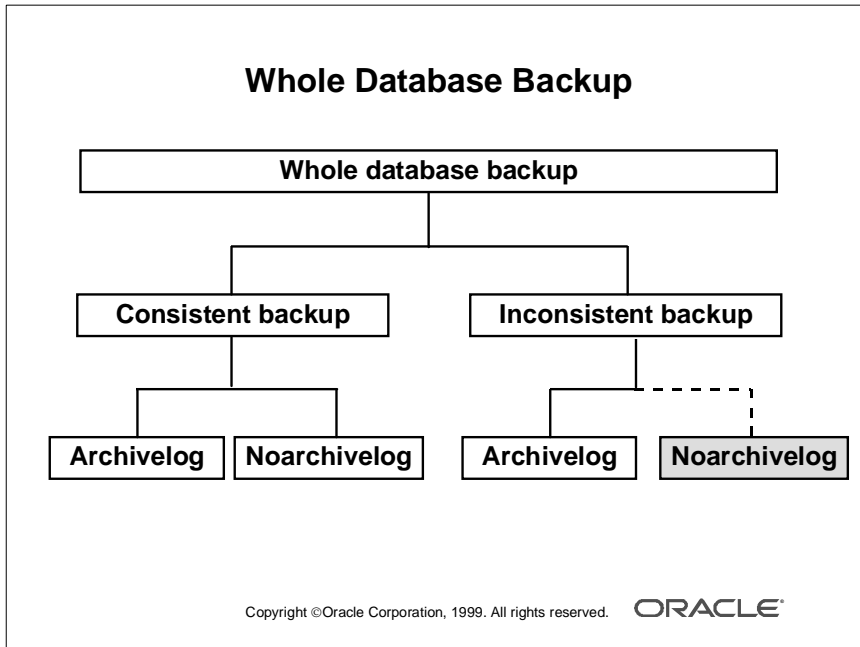 Whole Database Backup
Whole database backup
Consistent backup
Inconsistent backup
Archivelog
Noarchivelog
Archivelog
Noarchivelog
Copyright ©Oracle Corporation, 1999. All rights reserved.
ORACLE®